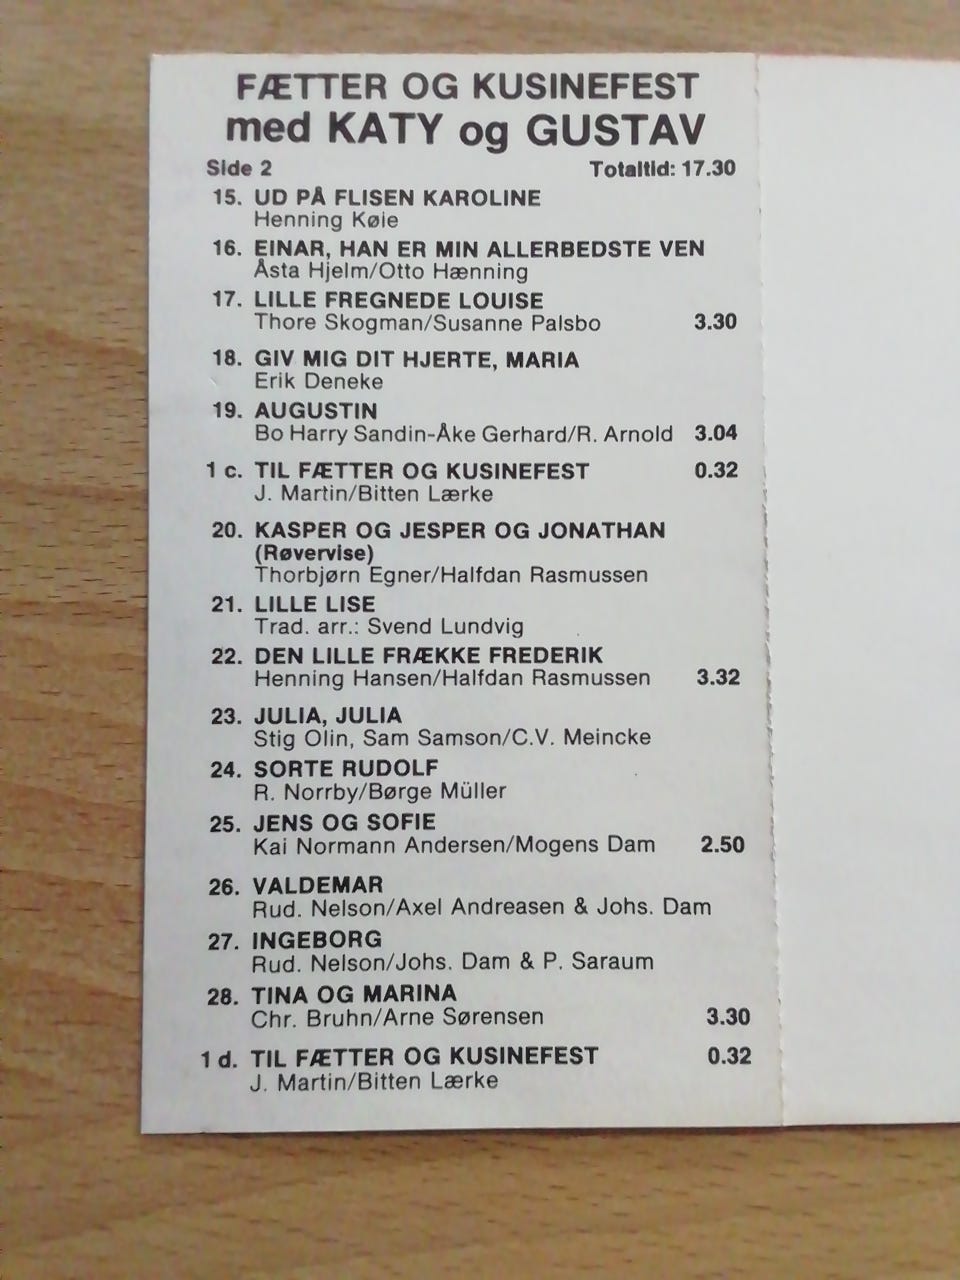 FÆTTER OG KUSINEFEST
med KATY og GUSTAV
Side 2 Totaltid: 17.30
15. UD PÅ FLISEN KAROLINE
Henning Køie
16. EINAR, HAN ER MIN ALLERBEDSTE VEN
Åsta Hjelm/Otto Hænning
17. LILLE FREGNEDE LOUISE
Thore Skogman/Susanne Palsbo 3.30
18. GIV MIG DIT HJERTE, MARIA
Erik Deneke
19. AUGUSTIN
Bo Harry Sandin-Åke Gerhard/R. Arnold 3.04
1 c. TIL FÆTTER OG KUSINEFEST 0.32
J. Martin/Bitten Lærke
20. KASPER OG JESPER OG JONATHAN
(Røvervise)
Thorbjørn Egner/Halfdan Rasmussen
21. LILLE LISE
Trad. arr.: Svend Lundvig
22. DEN LILLE FRÆKKE FREDERIK
Henning Hansen/Halfdan Rasmussen 3.32
23. JULIA, JULIA
Stig Olin, Sam Samson/C.V. Meincke
24. SORTE RUDOLF
R. Norrby/Børge Müller
25. JENS OG SOFIE
Kai Normann Andersen/Mogens Dam 2.50
26. VALDEMAR
Rud. Nelson/Axel Andreasen & Johs. Dam
27. INGEBORG
Rud. Nelson/Johs. Dam & P. Saraum
28. TINA OG MARINA
Chr. Bruhn/Arne Sørensen 3.30
1 d. TIL FÆTTER OG KUSINEFEST 0.32
J. Martin/Bitten Lærke